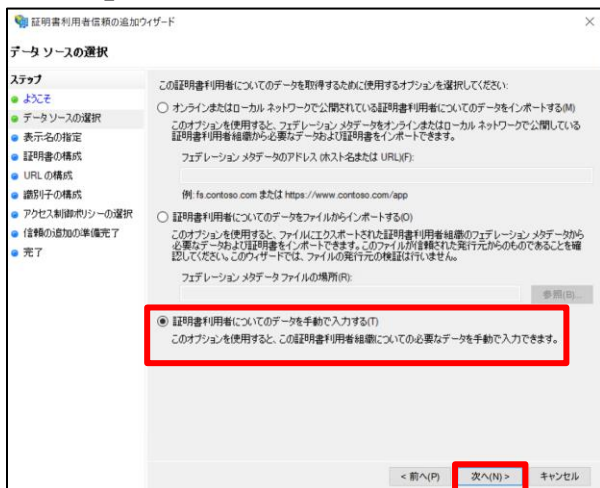 証明書利用者信頼の追加ウィザード
データ ソースの選択
ステップ
ようこそ
データ ソースの選択
表示名の指定
証明書の構成
URL の構成
識別子の構成
アクセス制御ポリシーの選択
信頼の追加の準備完了
完了
この証明書利用者についてのデータを取得するために使用するオプションを選択してください:
オンラインまたはローカル ネットワークで公開されている証明書利用者についてのデータをインポートする(M)
このオプションを使用すると、フェデレーション メタデータをオンラインまたはローカル ネットワークで公開している
証明書利用者組織から必要なデータおよび証明書をインポートできます。
フェデレーション メタデータのアドレス (ホスト名または URL)(F):
例: fs.contoso.com または https://www.contoso.com/app
証明書利用者についてのデータをファイルからインポートする(O)
このオプションを使用すると、ファイルにエクスポートされた証明書利用者組織のフェデレーション メタデータから
必要なデータおよび証明書をインポートできます。このファイルが信頼された発行元からのものであることを確
認してください。このウィザードでは、ファイルの発行元の検証は行いません。
フェデレーション メタデータ ファイルの場所(R):
参照(B)...
証明書利用者についてのデータを手動で入力する(T)
このオプションを使用すると、この証明書利用者組織についての必要なデータを手動で入力できます。
< 前へ(P)
次へ(N) >
キャンセル